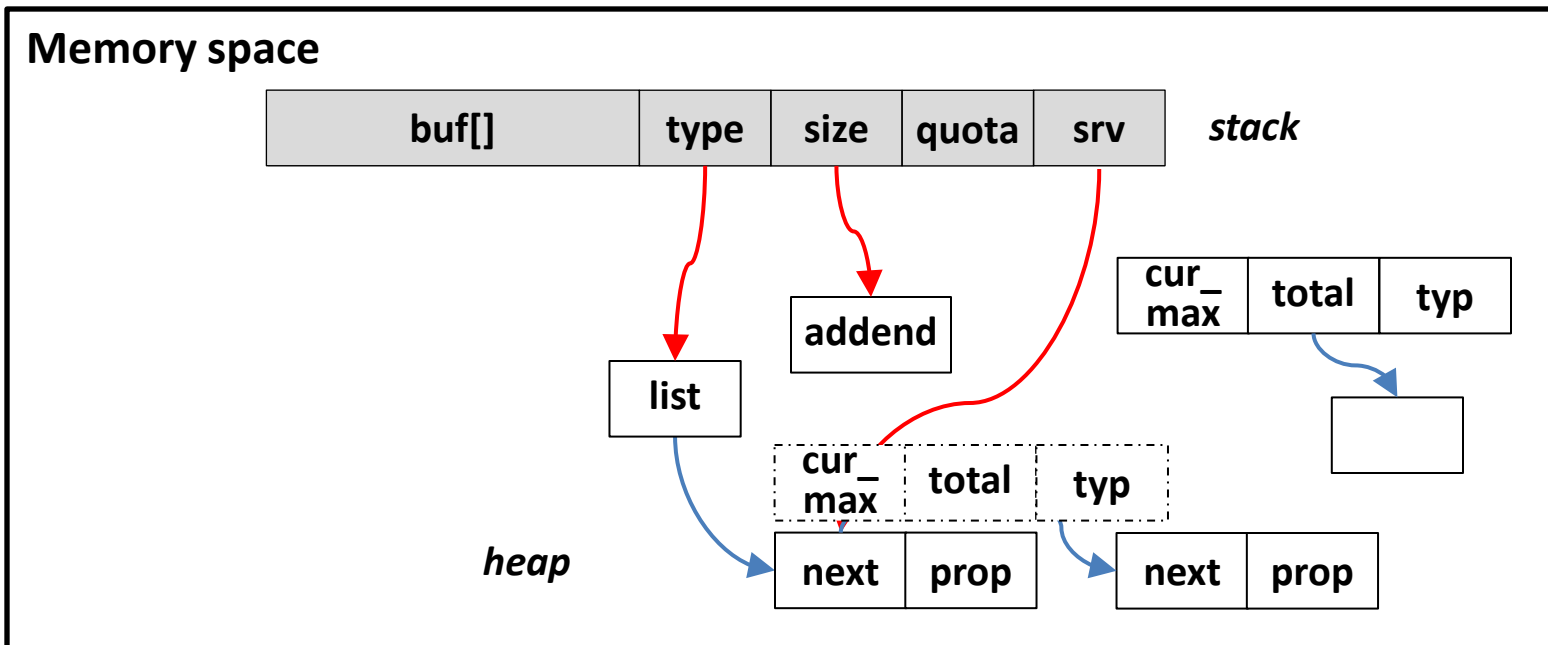 Memory space
buf[] type size quota srv stack
cur_
max total typ
addend
list
cur_
max total typ
heap next prop next prop